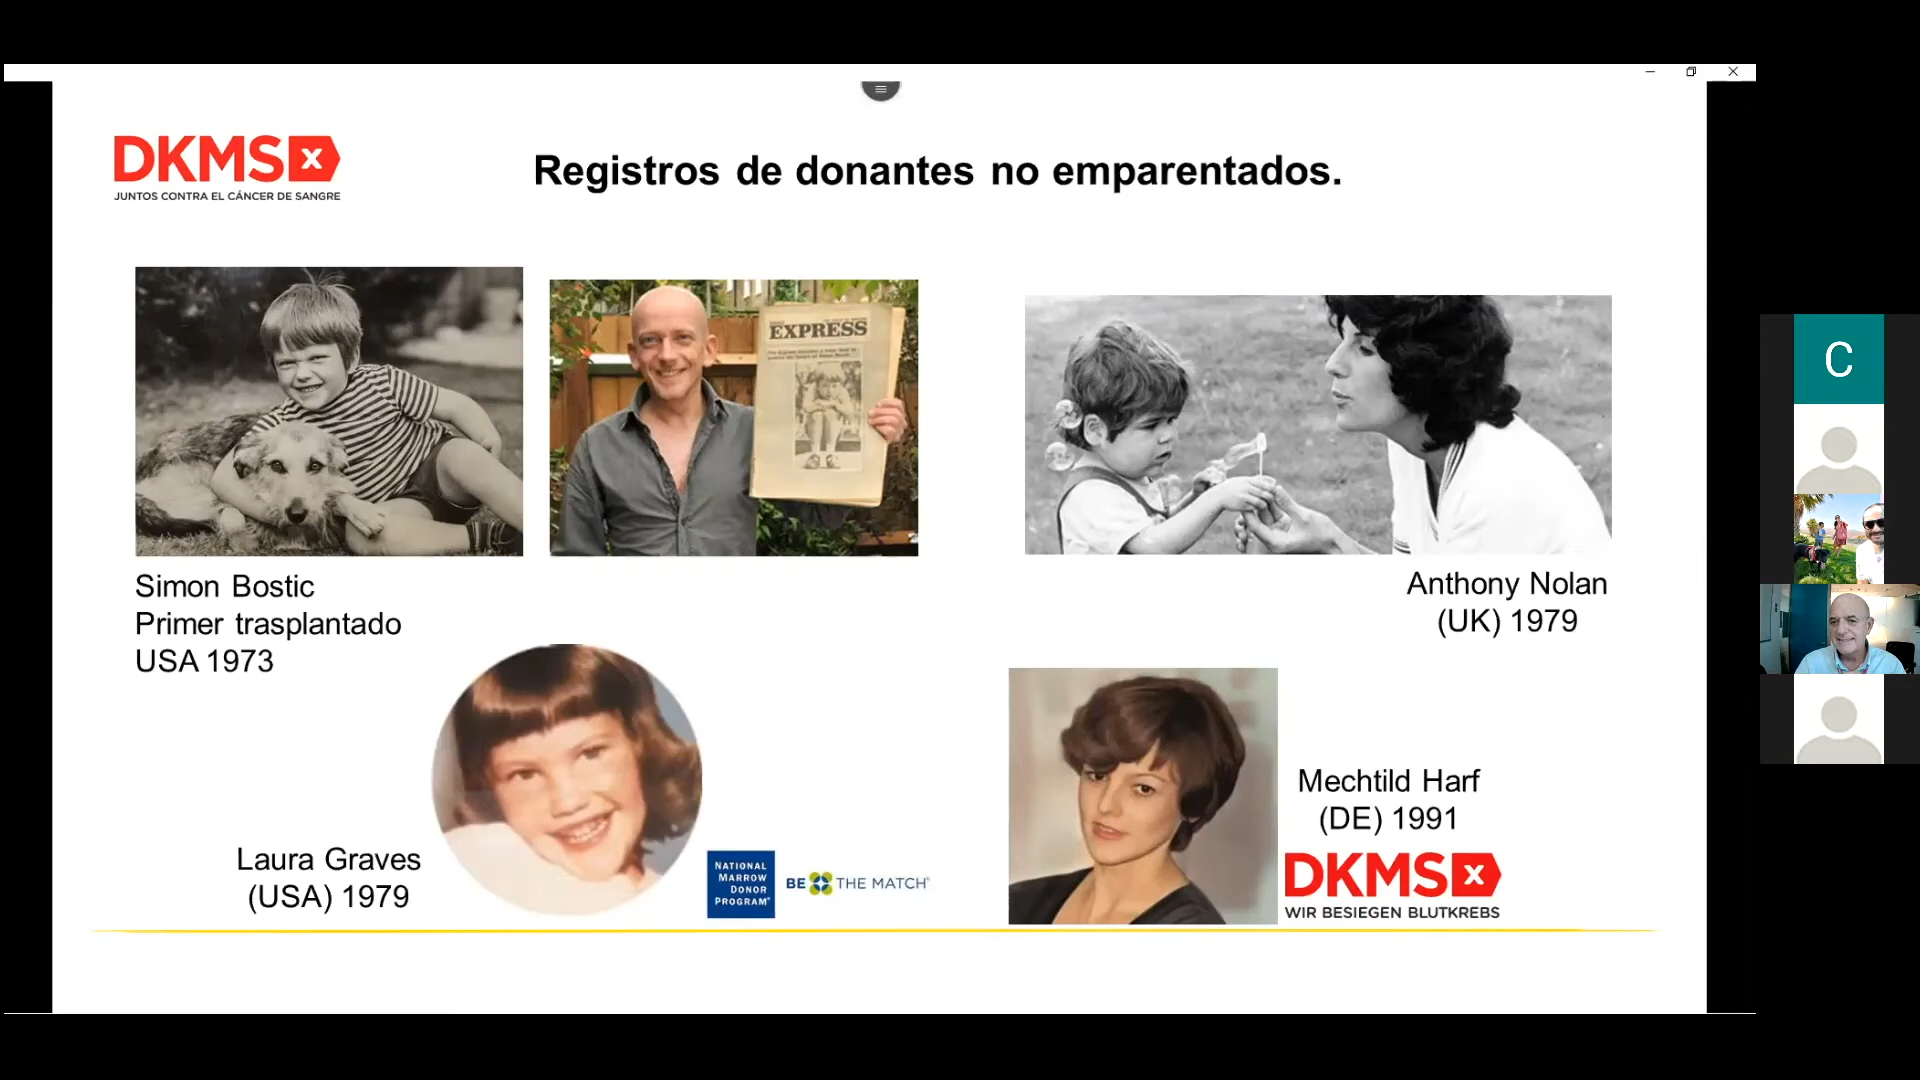 DKMS x
JUNTOS CONTRA EL CÁNCER DE SANGRE
Registros de donantes no emparentados.
EXPRESS
Simon Bostic
Primer trasplantado
USA 1973
Anthony Nolan
(UK) 1979
Laura Graves
(USA) 1979
NATIONAL
MARROW
DONOR
PROGRAM®
BE THE MATCH®
Mechtild Harf
(DE) 1991
DKMS x
WIR BESIEGEN BLUTKREBS
C